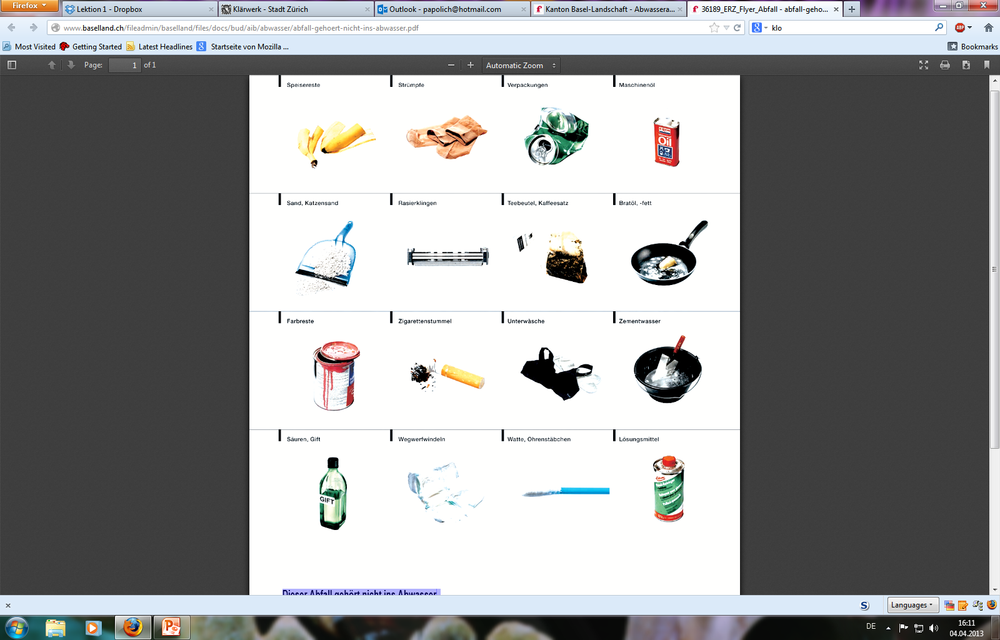 Firefox
Lektion 1 - Dropbox
Klärwerk - Stadt Zürich
Outlook - papolich@hotmail.com
Kanton Basel-Landschaft - Abwassera...
36189_ERZ_Flyer_Abfall - abfall-geho...
www.baselland.ch/fileadmin/baselland/files/docs/bud/aib/abwasser/abfall-gehoert-nicht-ins-abwasser.pdf
klo
ABP
Most Visited
Getting Started
Latest Headlines
Startseite von Mozilla ...
Bookmarks
Page: 1 of 1
Automatic Zoom
Speisereste
Strümpfe
Verpackungen
Maschinenöl
Oil
Sand, Katzensand
Rasierklingen
Teebeutel, Kaffeesatz
Bratöl, -fett
Farbreste
Zigarettenstummel
Unterwäsche
Zementwasser
Säuren, Gift
Wegwerfwindeln
Watte, Ohrenstäbchen
Lösungsmittel
GIFT
Dieser Abfall gehört nicht ins Abwasser
Languages
DE
16:11
04.04.2013